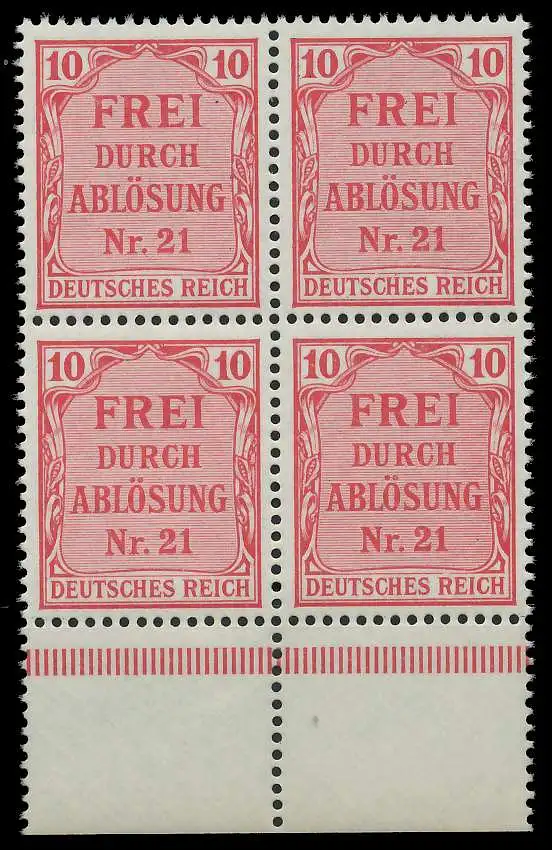 10 10
FREI
DURCH
ABLÖSUNG
Nr. 21
DEUTSCHES REICH
10 10
FREI
DURCH
ABLÖSUNG
Nr. 21
DEUTSCHES REICH
10 10
FREI
DURCH
ABLÖSUNG
Nr. 21
DEUTSCHES REICH
10 10
FREI
DURCH
ABLÖSUNG
Nr. 21
DEUTSCHES REICH